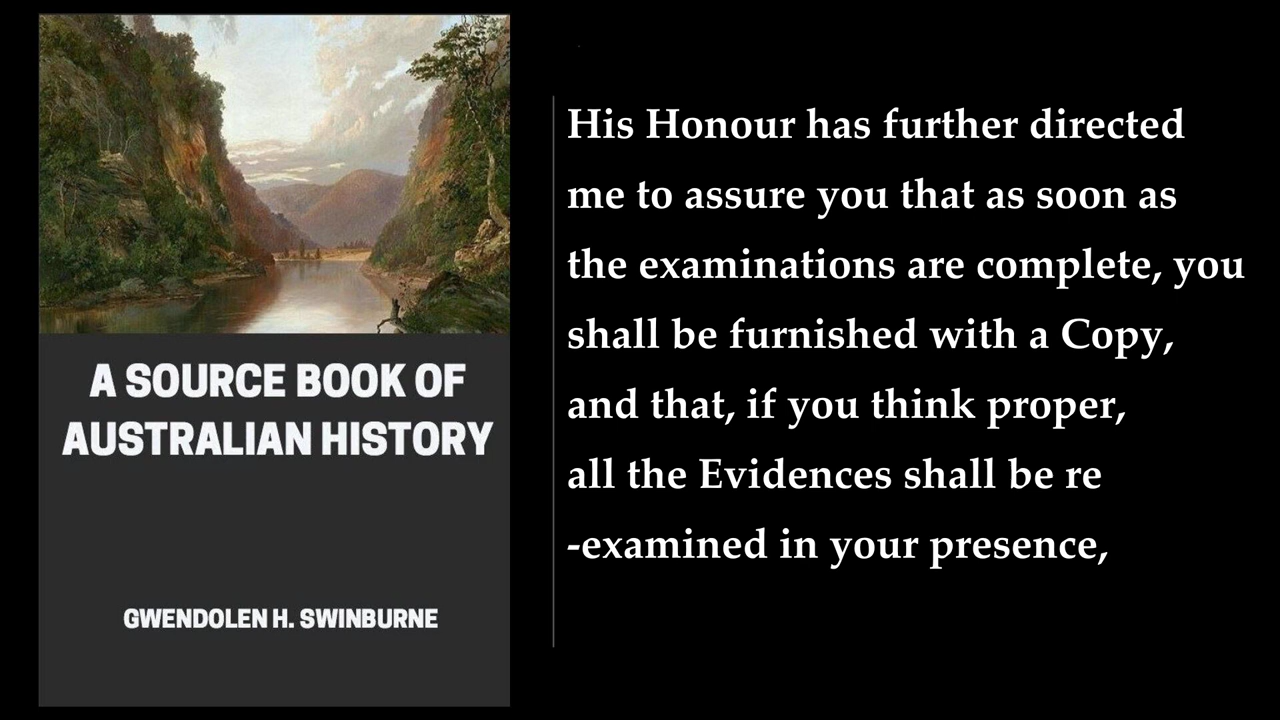 A SOURCE BOOK OF
AUSTRALIAN HISTORY
GWENDOLEN H. SWINBURNE
His Honour has further directed
me to assure you that as soon as
the examinations are complete, you
shall be furnished with a Copy,
and that, if you think proper,
all the Evidences shall be re
-examined in your presence,